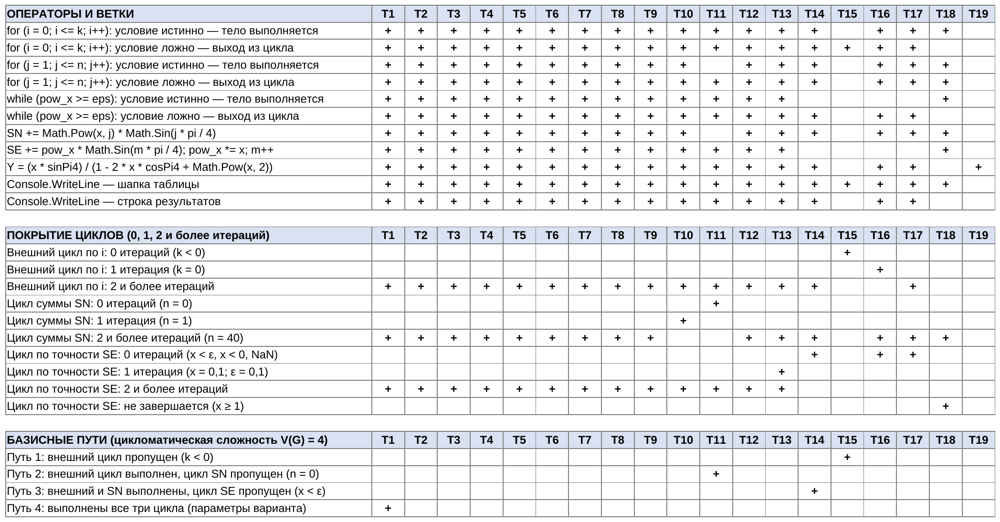 ОПЕРАТОРЫ И ВЕТКИ T1 T2 T3 T4 T5 T6 T7 T8 T9 T10 T11 T12 T13 T14 T15 T16 T17 T18 T19
for (i = 0; i <= k; i++): условие истинно — тело выполняется + + + + + + + + + + + + + + + + +
for (i = 0; i <= k; i++): условие ложно — выход из цикла + + + + + + + + + + + + + + + + +
for (j = 1; j <= n; j++): условие истинно — тело выполняется + + + + + + + + + + + + + + + +
for (j = 1; j <= n; j++): условие ложно — выход из цикла + + + + + + + + + + + + + + + + +
while (pow_x >= eps): условие истинно — тело выполняется + + + + + + + + + + + + + +
while (pow_x >= eps): условие ложно — выход из цикла + + + + + + + + + + + + + + + +
SN += Math.Pow(x, j) * Math.Sin(j * pi / 4) + + + + + + + + + + + + + + + +
SE += pow_x * Math.Sin(m * pi / 4); pow_x *= x; m++ + + + + + + + + + + + + + +
Y = (x * sinPi4) / (1 - 2 * x * cosPi4 + Math.Pow(x, 2)) + + + + + + + + + + + + + + + + +
Console.WriteLine — шапка таблицы + + + + + + + + + + + + + + + + + +
Console.WriteLine — строка результатов + + + + + + + + + + + + + + + +
ПОКРЫТИЕ ЦИКЛОВ (0, 1, 2 и более итераций) T1 T2 T3 T4 T5 T6 T7 T8 T9 T10 T11 T12 T13 T14 T15 T16 T17 T18 T19
Внешний цикл по i: 0 итераций (k < 0) +
Внешний цикл по i: 1 итерация (k = 0) +
Внешний цикл по i: 2 и более итераций + + + + + + + + + + + + + + +
Цикл суммы SN: 0 итераций (n = 0) +
Цикл суммы SN: 1 итерация (n = 1) +
Цикл суммы SN: 2 и более итераций (n = 40) + + + + + + + + + + + + + + +
Цикл по точности SE: 0 итераций (x < ε, x < 0, NaN) + + +
Цикл по точности SE: 1 итерация (x = 0,1; ε = 0,1) +
Цикл по точности SE: 2 и более итераций + + + + + + + + + + + + +
Цикл по точности SE: не завершается (x ≥ 1) +
БАЗИСНЫЕ ПУТИ (цикломатическая сложность V(G) = 4) T1 T2 T3 T4 T5 T6 T7 T8 T9 T10 T11 T12 T13 T14 T15 T16 T17 T18 T19
Путь 1: внешний цикл пропущен (k < 0) +
Путь 2: внешний цикл выполнен, цикл SN пропущен (n = 0) +
Путь 3: внешний и SN выполнены, цикл SE пропущен (x < ε) +
Путь 4: выполнены все три цикла (параметры варианта) +